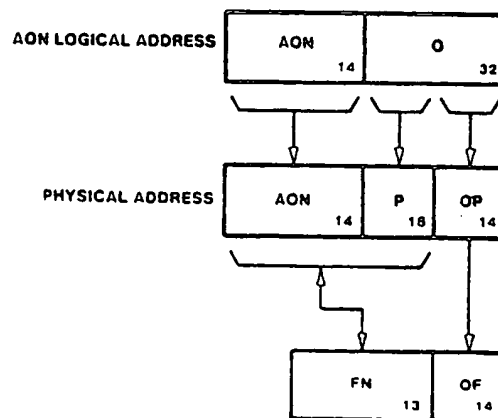 AON LOGICAL ADDRESS
AON
14
O
32
PHYSICAL ADDRESS
AON
14
P
18
OP
14
FN
13
OF
14